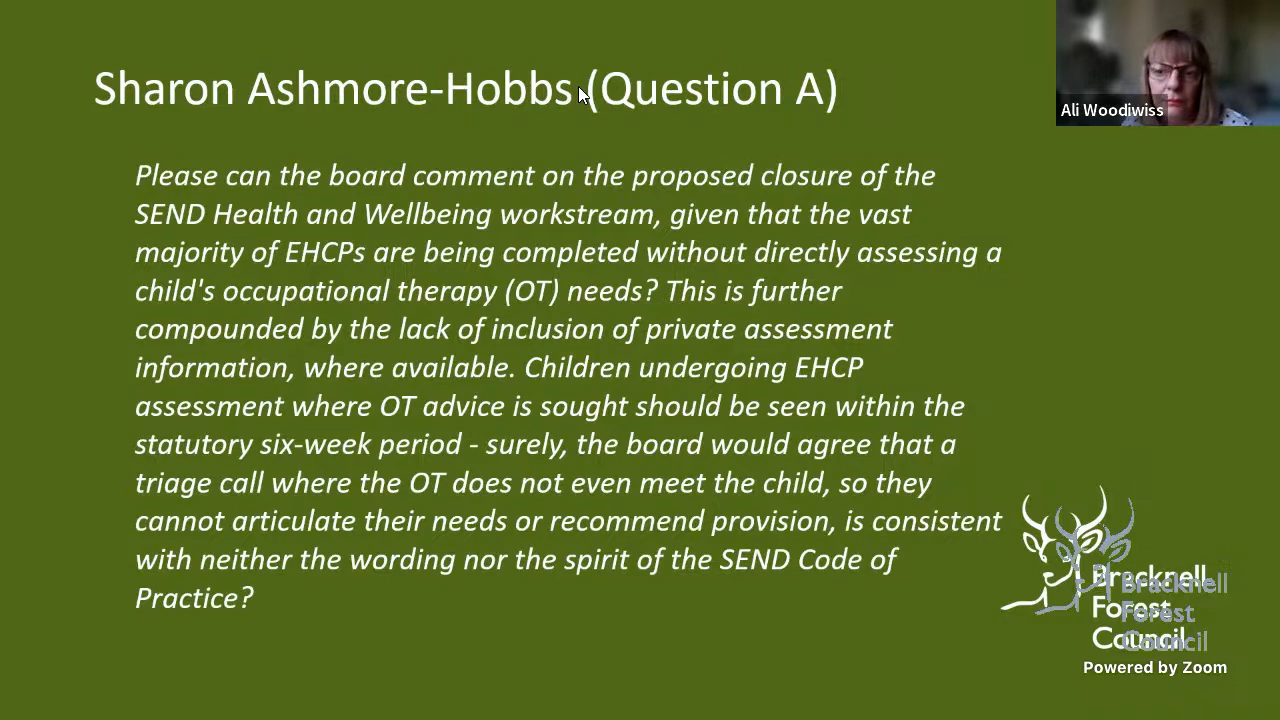 Sharon Ashmore-Hobbs (Question A)
Ali Woodiwiss
Please can the board comment on the proposed closure of the
SEND Health and Wellbeing workstream, given that the vast
majority of EHCPs are being completed without directly assessing a
child's occupational therapy (OT) needs? This is further
compounded by the lack of inclusion of private assessment
information, where available. Children undergoing EHCP
assessment where OT advice is sought should be seen within the
statutory six-week period - surely, the board would agree that a
triage call where the OT does not even meet the child, so they
cannot articulate their needs or recommend provision, is consistent
with neither the wording nor the spirit of the SEND Code of
Practice?
Bracknell
Forest
Council
Bracknell
Forest
Council
Powered by Zoom